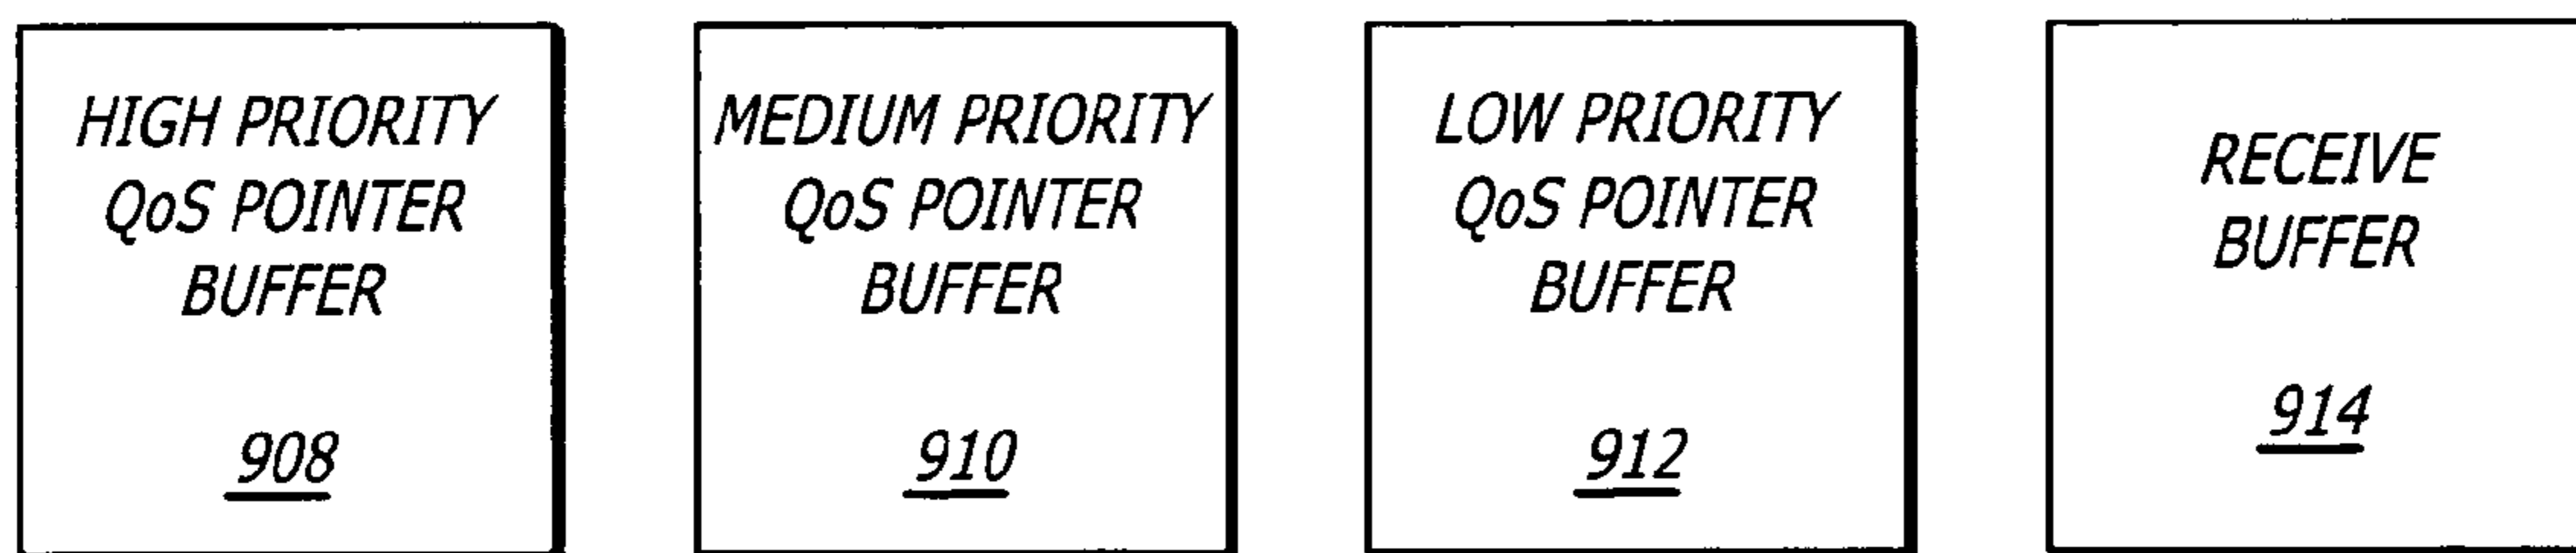 HIGH PRIORITY
QoS POINTER
BUFFER
908
MEDIUM PRIORITY
QoS POINTER
BUFFER
910
LOW PRIORITY
QoS POINTER
BUFFER
912
RECEIVE
BUFFER
914